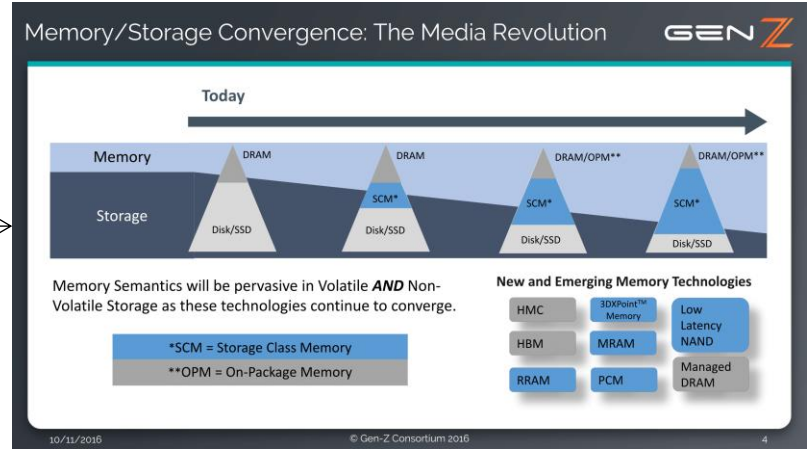 Memory/Storage Convergence: The Media Revolution
GEN Z
Today
Memory
Storage
DRAM
Disk/SSD
DRAM
SCM*
Disk/SSD
DRAM/OPM**
SCM*
Disk/SSD
DRAM/OPM**
SCM*
Disk/SSD
Memory Semantics will be pervasive in Volatile AND Non-
Volatile Storage as these technologies continue to converge.
*SCM = Storage Class Memory
**OPM = On-Package Memory
New and Emerging Memory Technologies
HMC
3DXPoint™
Memory
Low
Latency
NAND
HBM
MRAM
RRAM
PCM
Managed
DRAM
10/11/2016
© Gen-Z Consortium 2016
4